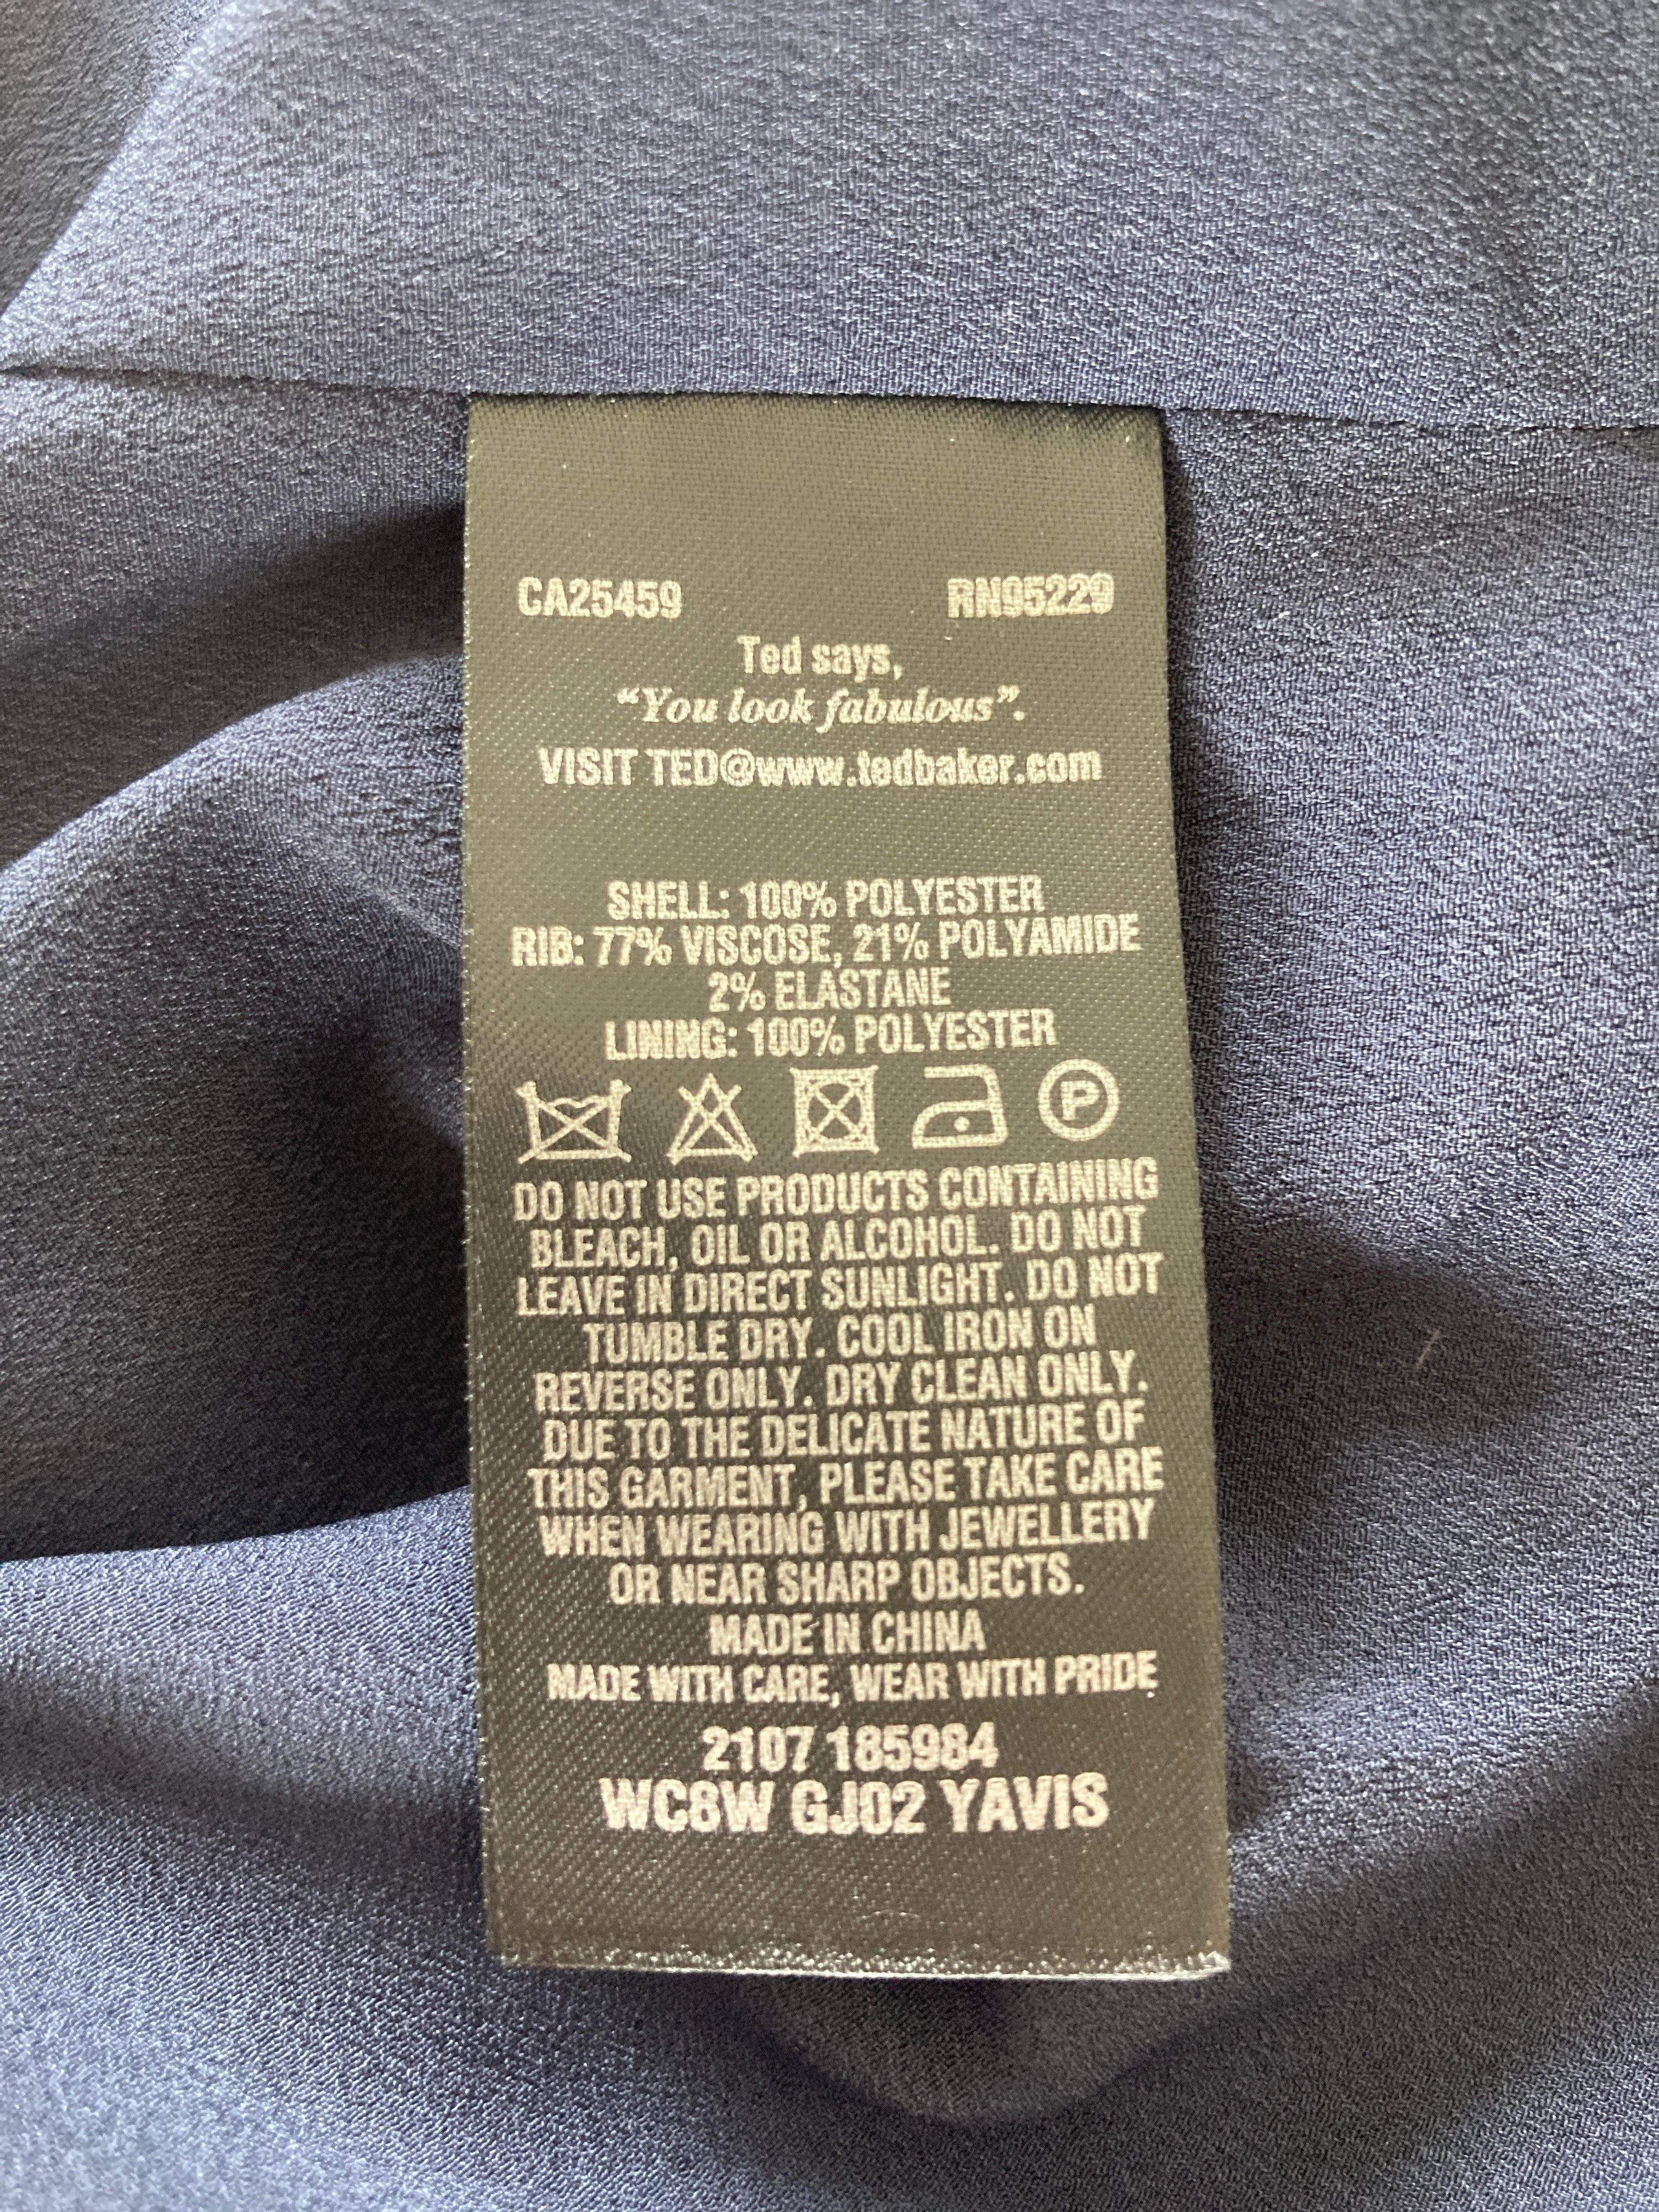 CA25459 RN95229
Ted says,
“You look fabulous”.
VISIT TED@www.tedbaker.com
SHELL: 100% POLYESTER
RIB: 77% VISCOSE, 21% POLYAMIDE
2% ELASTANE
LINING: 100% POLYESTER
P
DO NOT USE PRODUCTS CONTAINING
BLEACH, OIL OR ALCOHOL. DO NOT
LEAVE IN DIRECT SUNLIGHT. DO NOT
TUMBLE DRY. COOL IRON ON
REVERSE ONLY. DRY CLEAN ONLY.
DUE TO THE DELICATE NATURE OF
THIS GARMENT, PLEASE TAKE CARE
WHEN WEARING WITH JEWELLERY
OR NEAR SHARP OBJECTS.
MADE IN CHINA
MADE WITH CARE, WEAR WITH PRIDE
2107 185984
WC8W GJ02 YAVIS